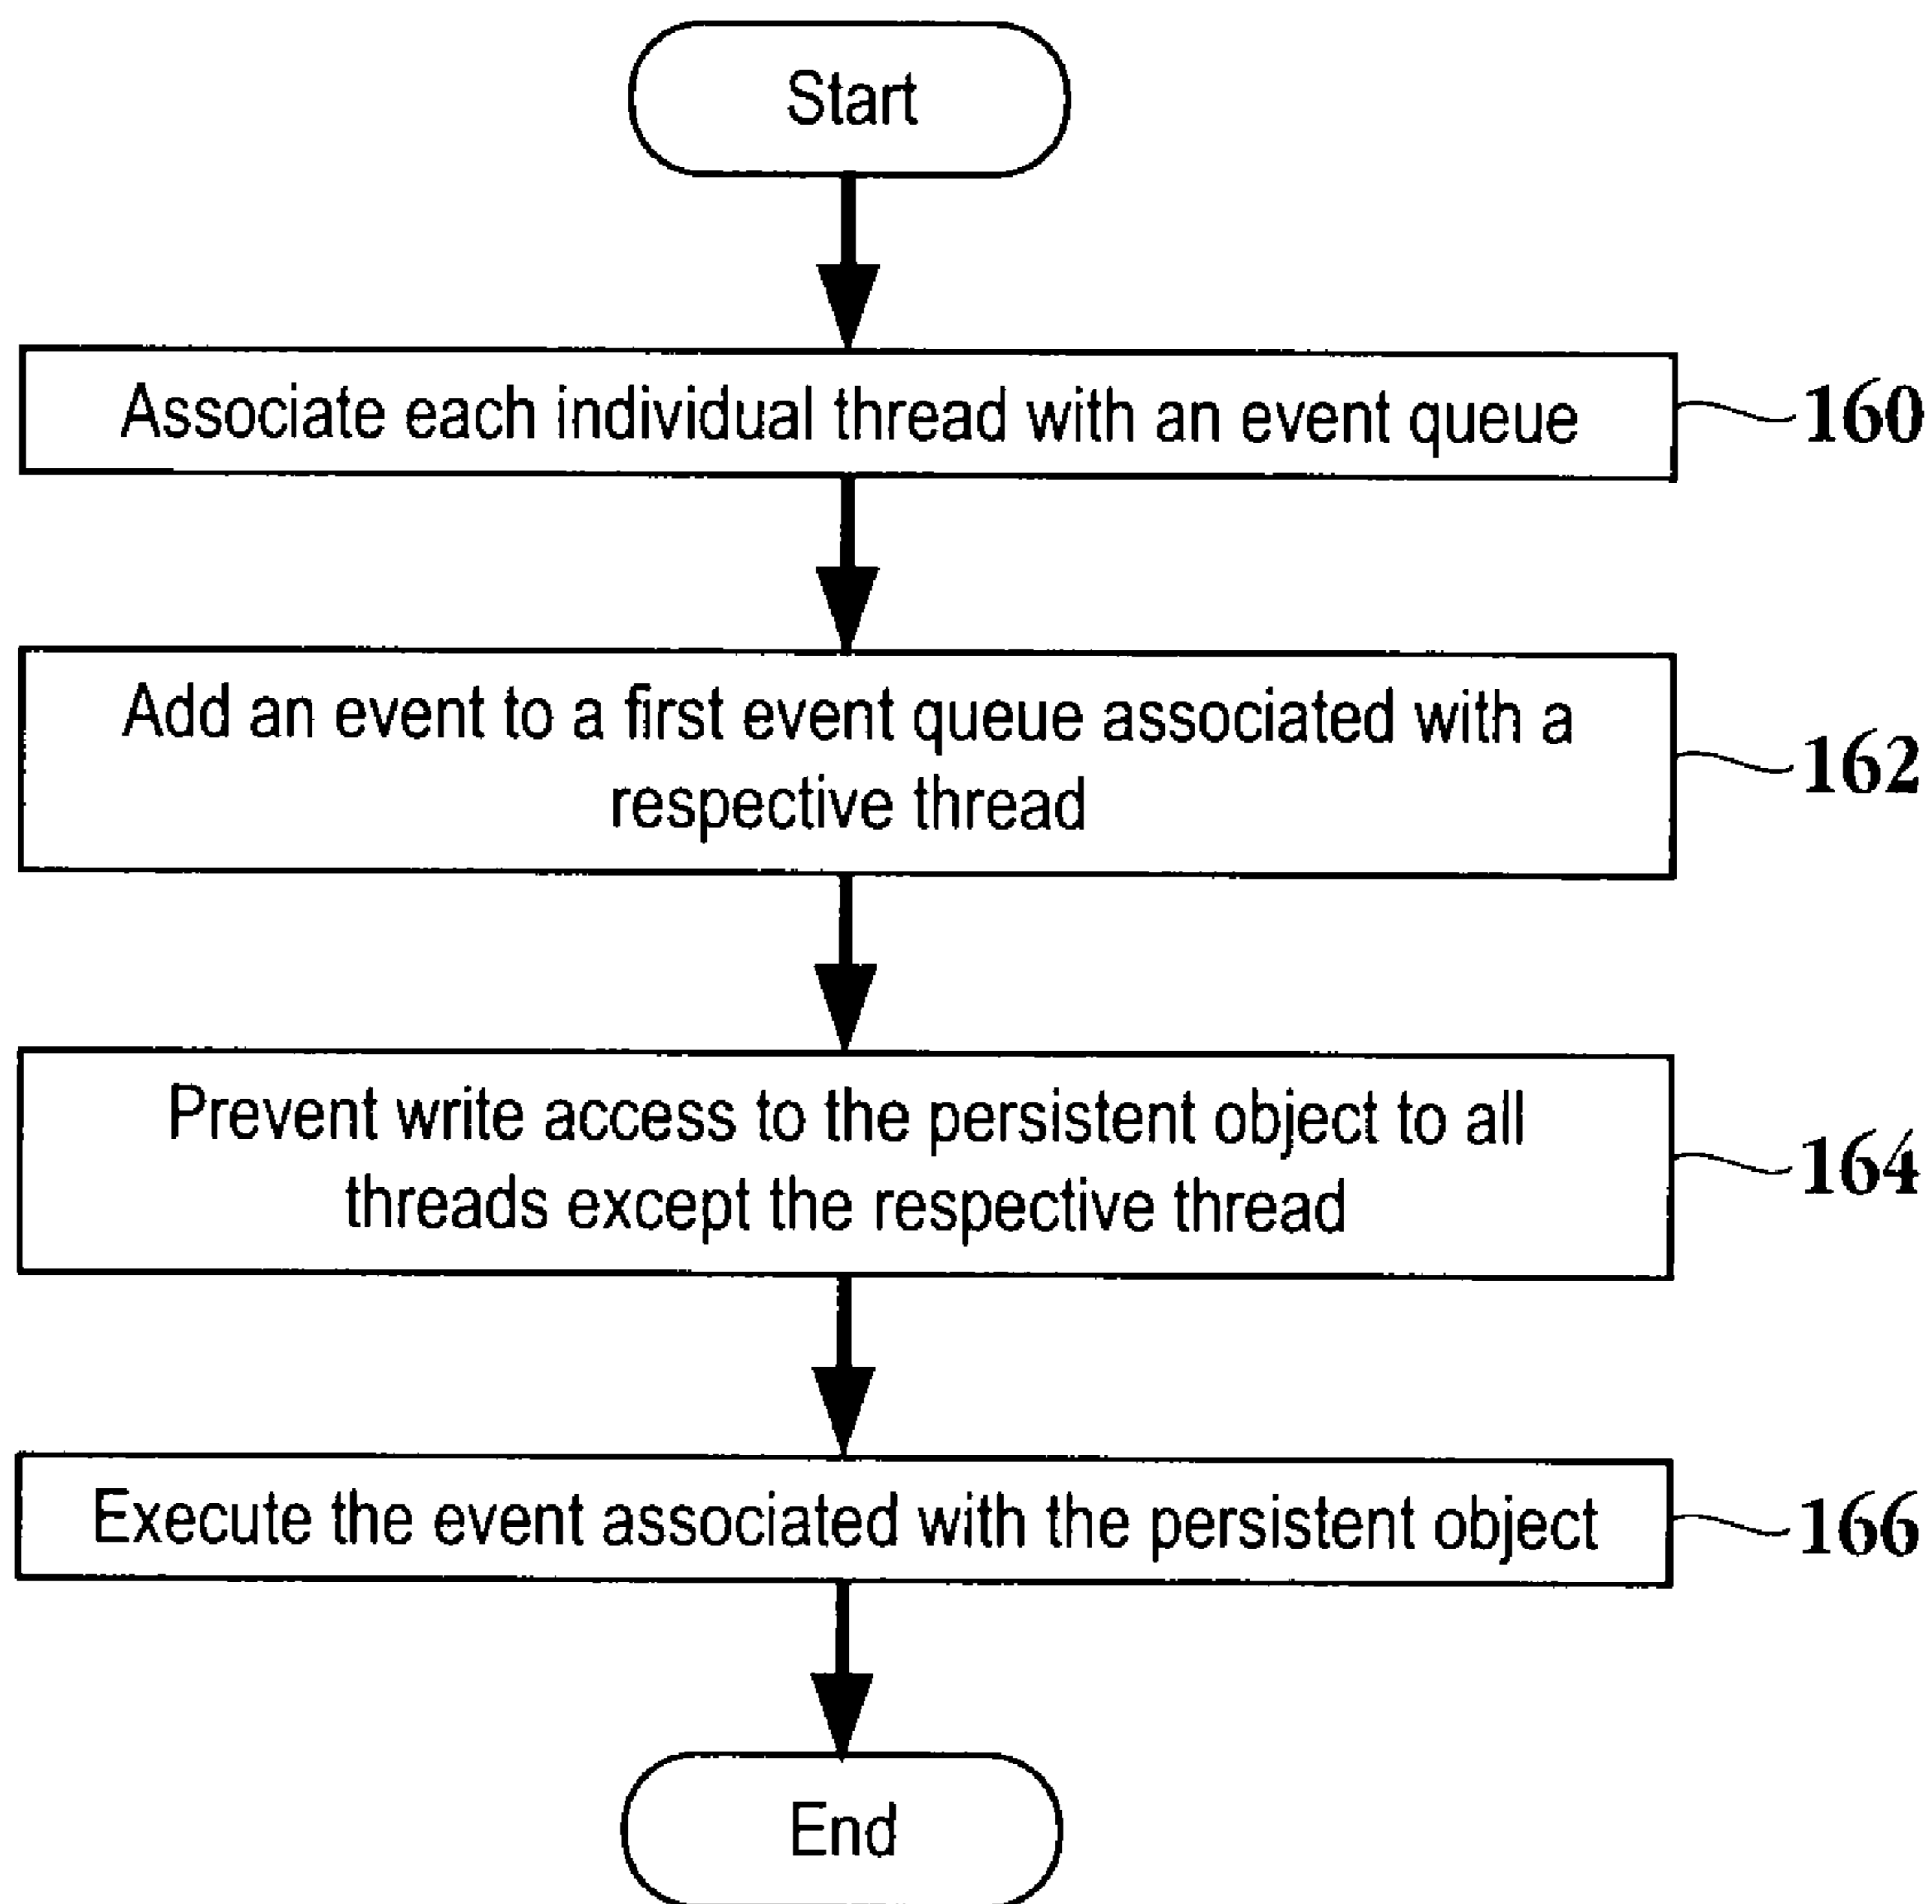 Start
Associate each individual thread with an event queue
160
Add an event to a first event queue associated with a
respective thread
162
Prevent write access to the persistent object to all
threads except the respective thread
164
Execute the event associated with the persistent object
166
End